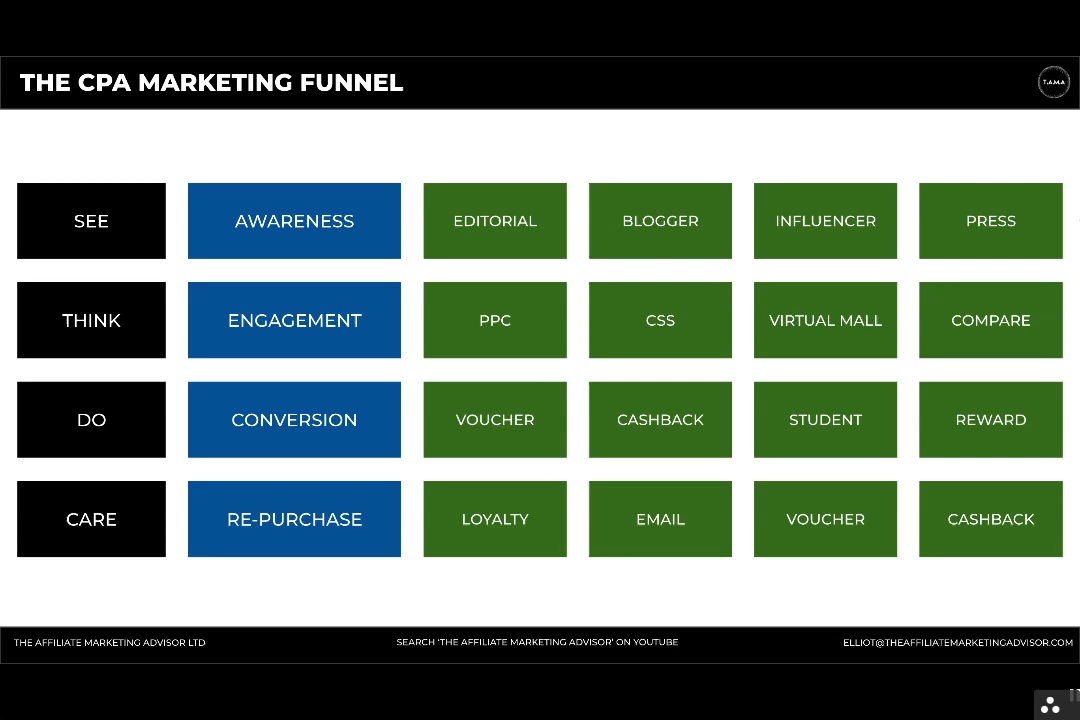 THE CPA MARKETING FUNNEL
T.A.M.A
SEE AWARENESS EDITORIAL BLOGGER INFLUENCER PRESS
THINK ENGAGEMENT PPC CSS VIRTUAL MALL COMPARE
DO CONVERSION VOUCHER CASHBACK STUDENT REWARD
CARE RE-PURCHASE LOYALTY EMAIL VOUCHER CASHBACK
THE AFFILIATE MARKETING ADVISOR LTD SEARCH 'THE AFFILIATE MARKETING ADVISOR' ON YOUTUBE ELLIOT@THEAFFILIATEMARKETINGADVISOR.COM